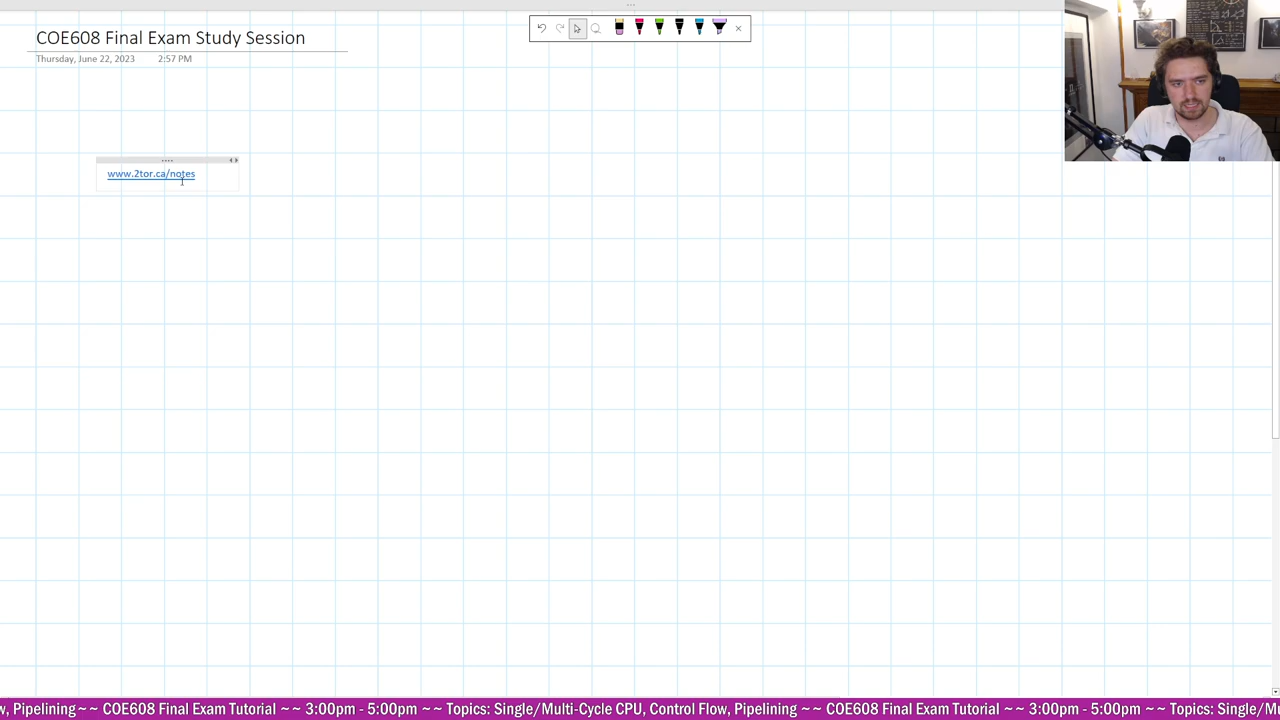 COE608 Final Exam Study Session
Thursday, June 22, 2023 2:57 PM
www.2tor.ca/notes
w, Pipelining ~~ COE608 Final Exam Tutorial ~~ 3:00pm - 5:00pm ~~ Topics: Single/Multi-Cycle CPU, Control Flow, Pipelining ~~ COE608 Final Exam Tutorial ~~ 3:00pm - 5:00pm ~~ Topics: Single/Mu